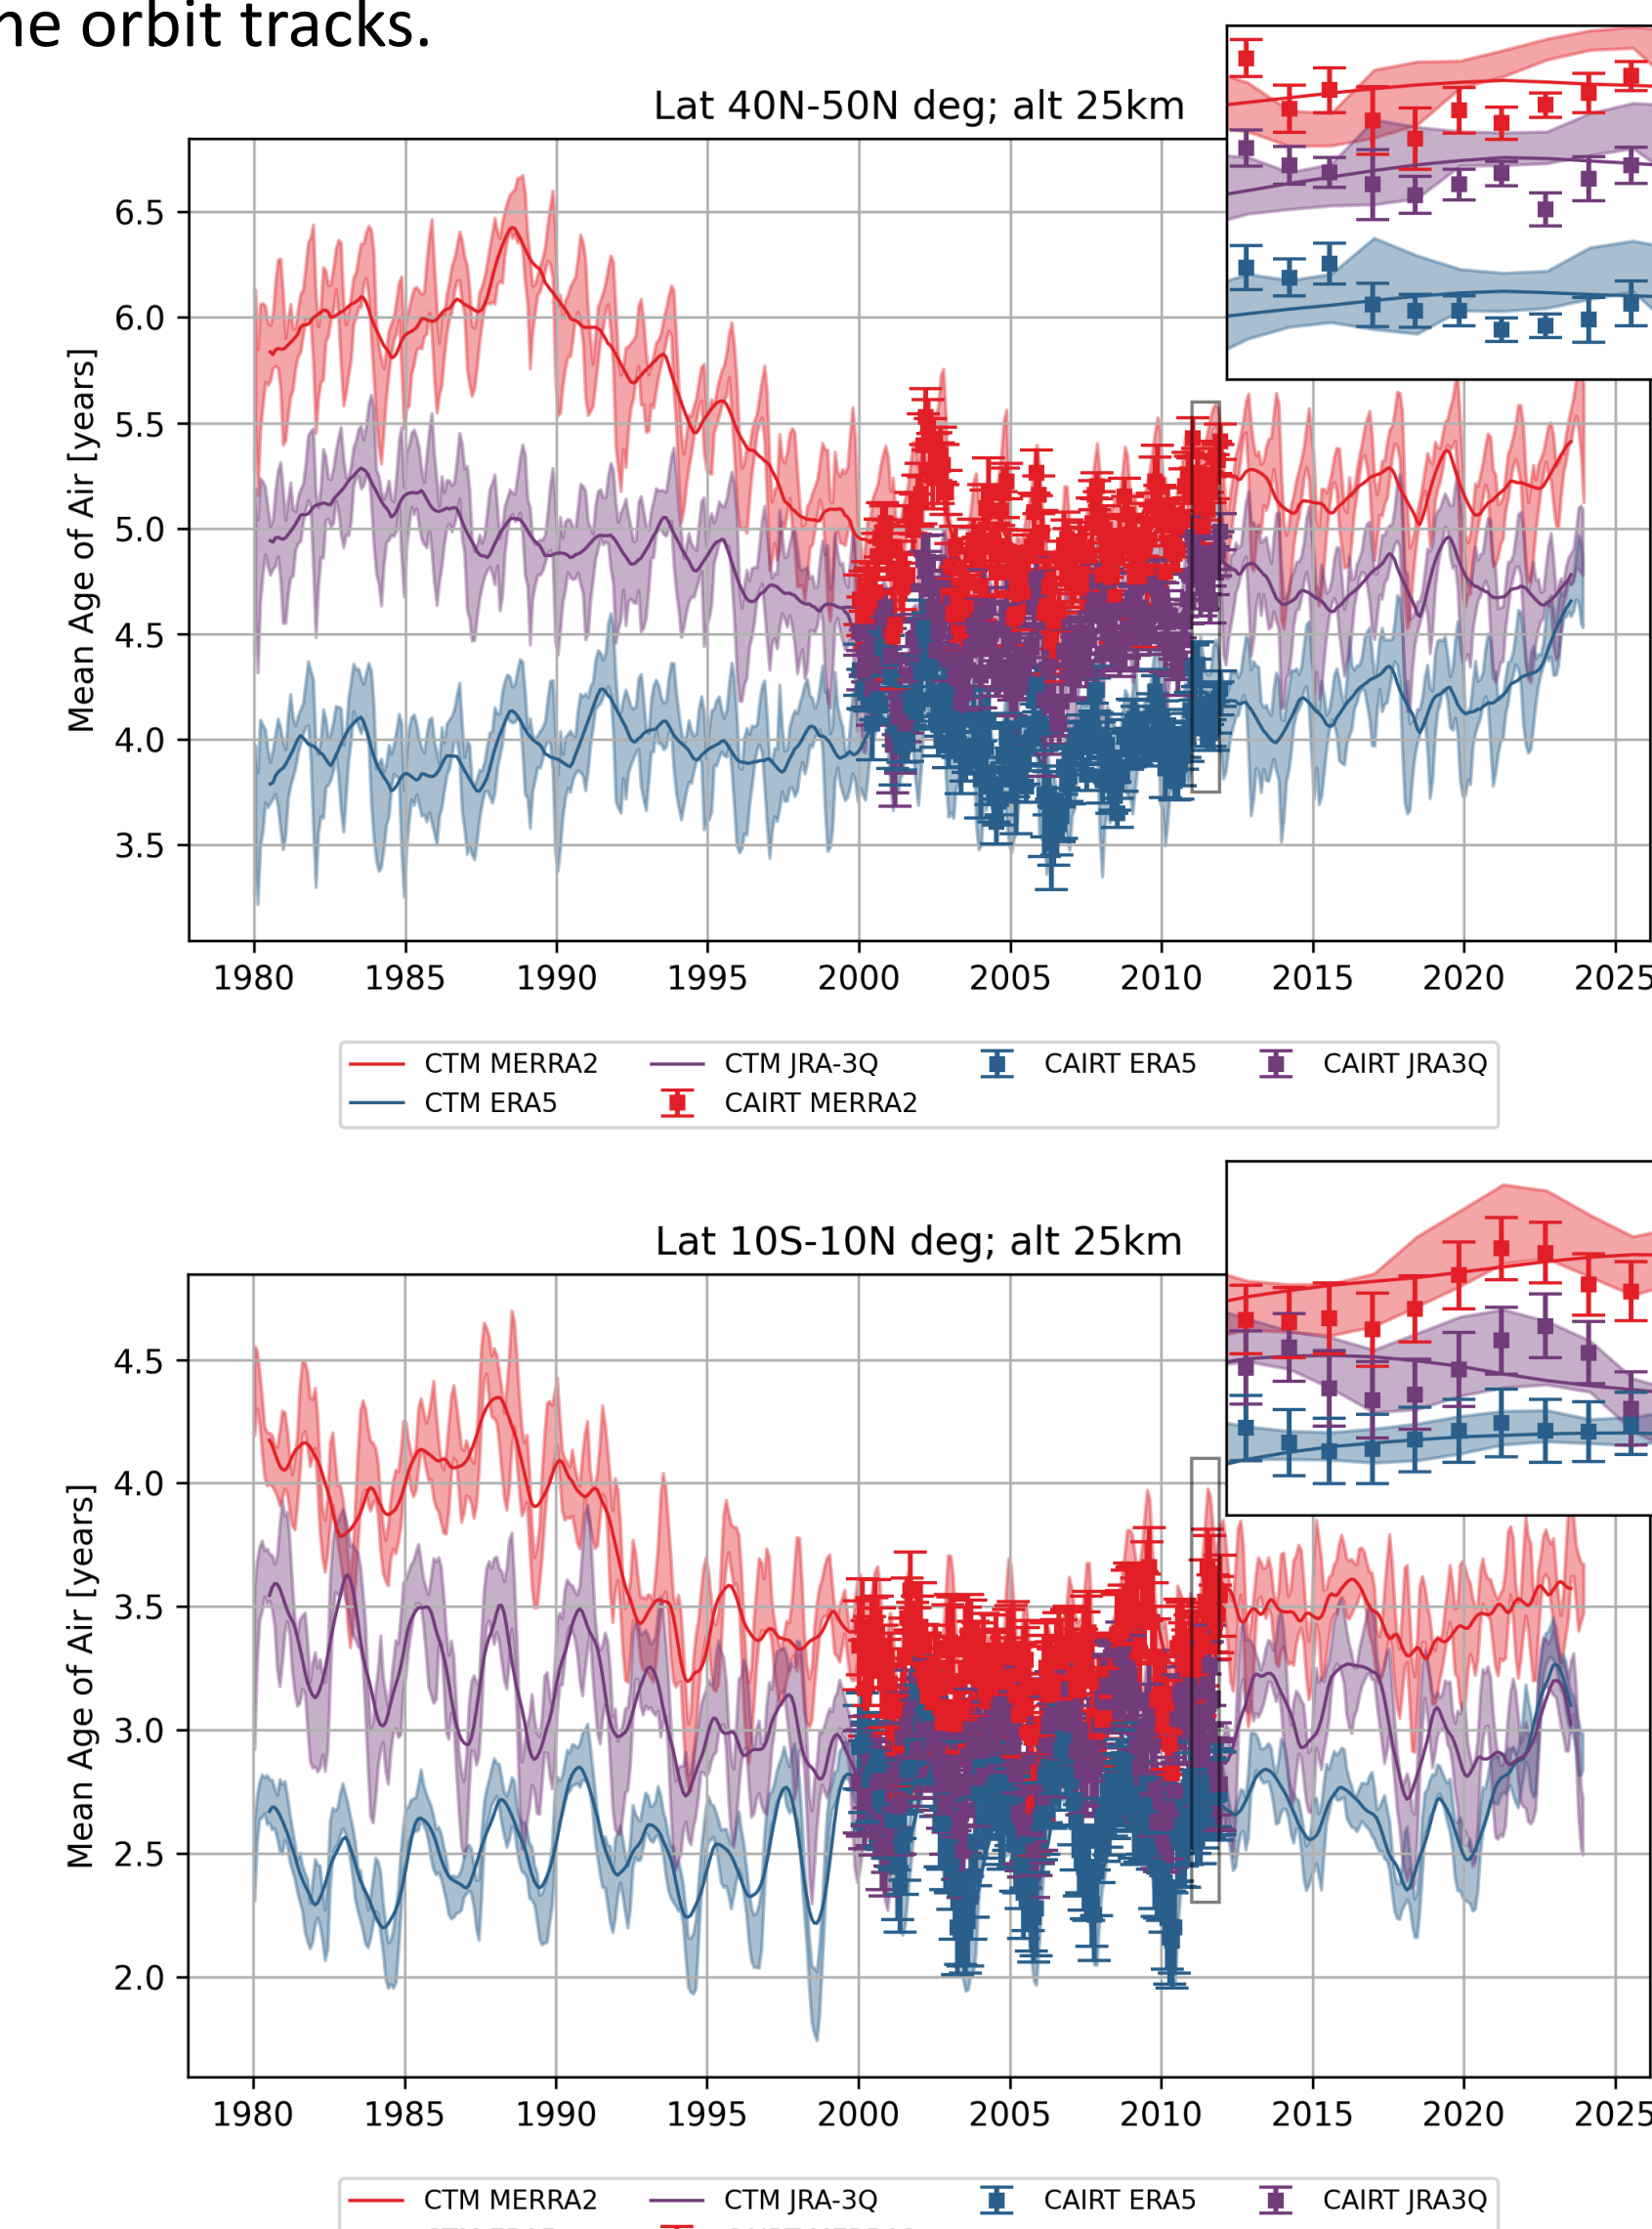 he orbit tracks.
Lat 40N-50N deg; alt 25km
Mean Age of Air [years]
6.5
6.0
5.5
5.0
4.5
4.0
3.5
1980 1985 1990 1995 2000 2005 2010 2015 2020 2025
CTM MERRA2 CTM JRA-3Q CAIRT ERA5 CAIRT JRA3Q
CTM ERA5 CAIRT MERRA2
Lat 10S-10N deg; alt 25km
Mean Age of Air [years]
4.5
4.0
3.5
3.0
2.5
2.0
1980 1985 1990 1995 2000 2005 2010 2015 2020 2025
CTM MERRA2 CTM JRA-3Q CAIRT ERA5 CAIRT JRA3Q